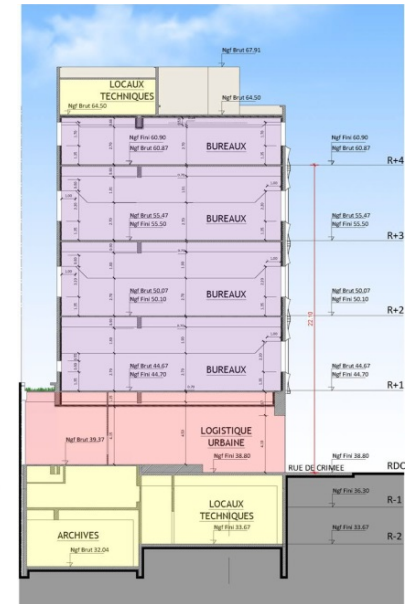 Ngf Brut 67.95
LOCAUX
TECHNIQUES
Ngf Brut 64.50
Ngf Brut 64.50
Ngf Fini 60.90
Ngf Brut 60.87
BUREAUX
Ngf Fini 60.90
Ngf Brut 60.87
R+4
Ngf Brut 55.47
Ngf Fini 55.50
BUREAUX
Ngf Brut 55.47
Ngf Fini 55.50
R+3
22.10
Ngf Brut 50.07
Ngf Fini 50.10
BUREAUX
Ngf Brut 50.07
Ngf Fini 50.10
R+2
Ngf Brut 44.67
Ngf Fini 44.70
BUREAUX
Ngf Brut 44.67
Ngf Fini 44.70
R+1
LOGISTIQUE
URBAINE
Ngf Brut 39.37
Ngf Fini 38.80
Ngf Fini 38.80
RUE DE CRIMEE
RDC
Ngf Fini 36.30
R-1
LOCAUX
TECHNIQUES
Ngf Fini 33.67
Ngf Fini 33.67
R-2
ARCHIVES
Ngf Brut 32.04